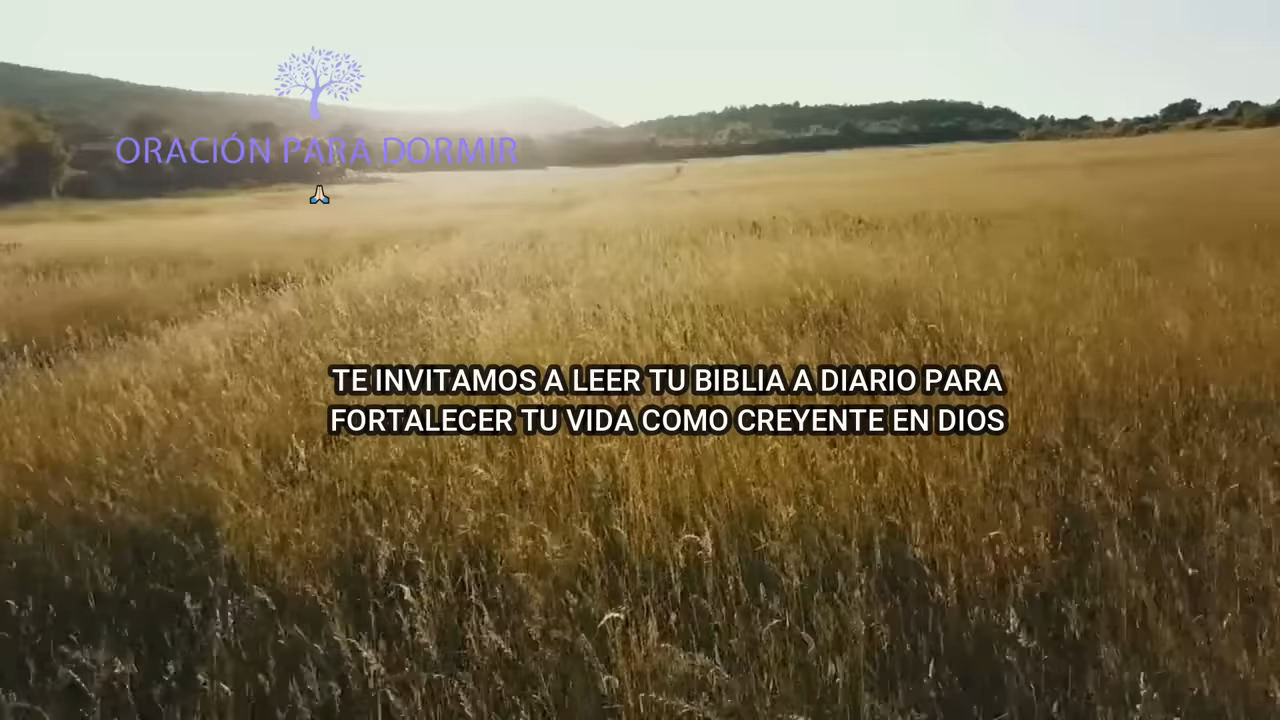 ORACIÓN PARA DORMIR
TE INVITAMOS A LEER TU BIBLIA A DIARIO PARA
FORTALECER TU VIDA COMO CREYENTE EN DIOS